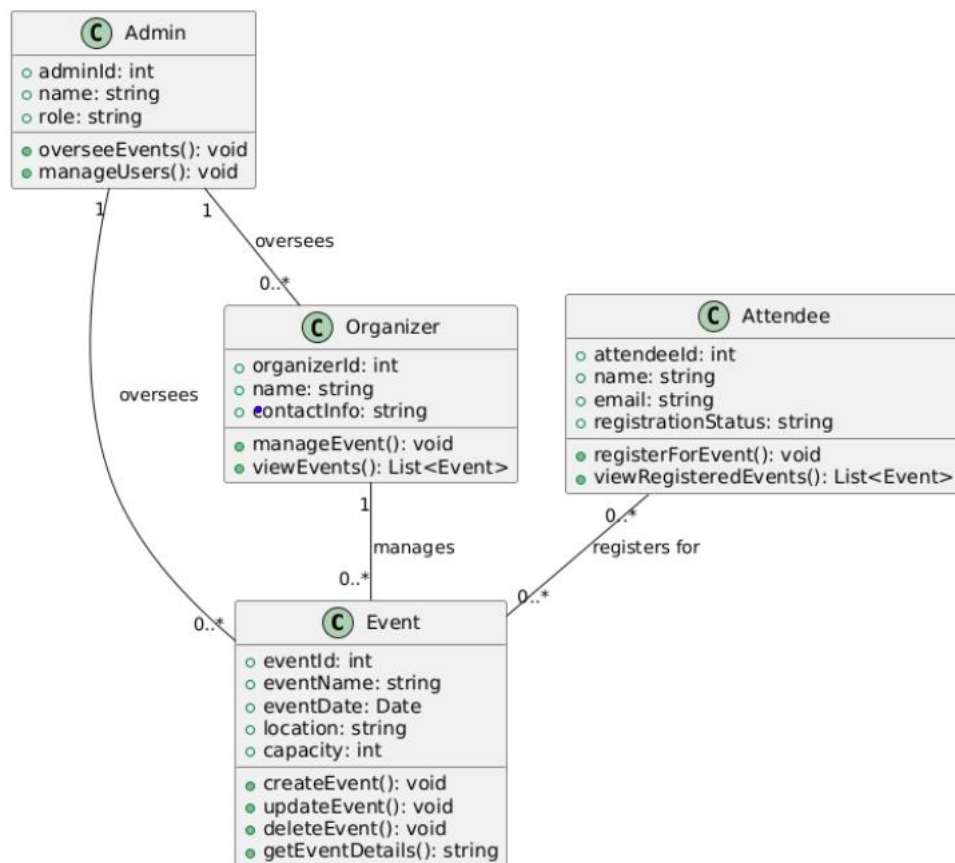 C Admin
adminId: int
name: string
role: string
overseeEvents(): void
manageUsers(): void
1
1
oversees
0..*
C Organizer
organizerId: int
name: string
contactInfo: string
manageEvent(): void
viewEvents(): List<Event>
C Attendee
attendeeId: int
name: string
email: string
registrationStatus: string
registerForEvent(): void
viewRegisteredEvents(): List<Event>
oversees
1
manages
0..*
0..*
registers for
0..*
0..*
C Event
eventId: int
eventName: string
eventDate: Date
location: string
capacity: int
createEvent(): void
updateEvent(): void
deleteEvent(): void
getEventDetails(): string